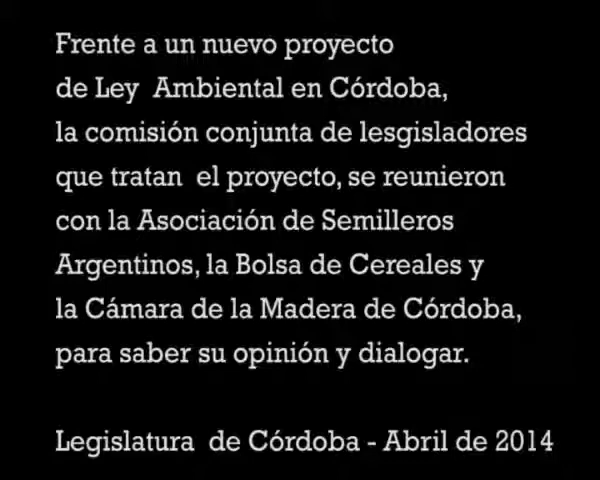 Frente a un nuevo proyecto
de Ley Ambiental en Córdoba,
la comisión conjunta de lesgisladores
que tratan el proyecto, se reunieron
con la Asociación de Semilleros
Argentinos, la Bolsa de Cereales y
la Cámara de la Madera de Córdoba,
para saber su opinión y dialogar.
Legislatura de Córdoba - Abril de 2014